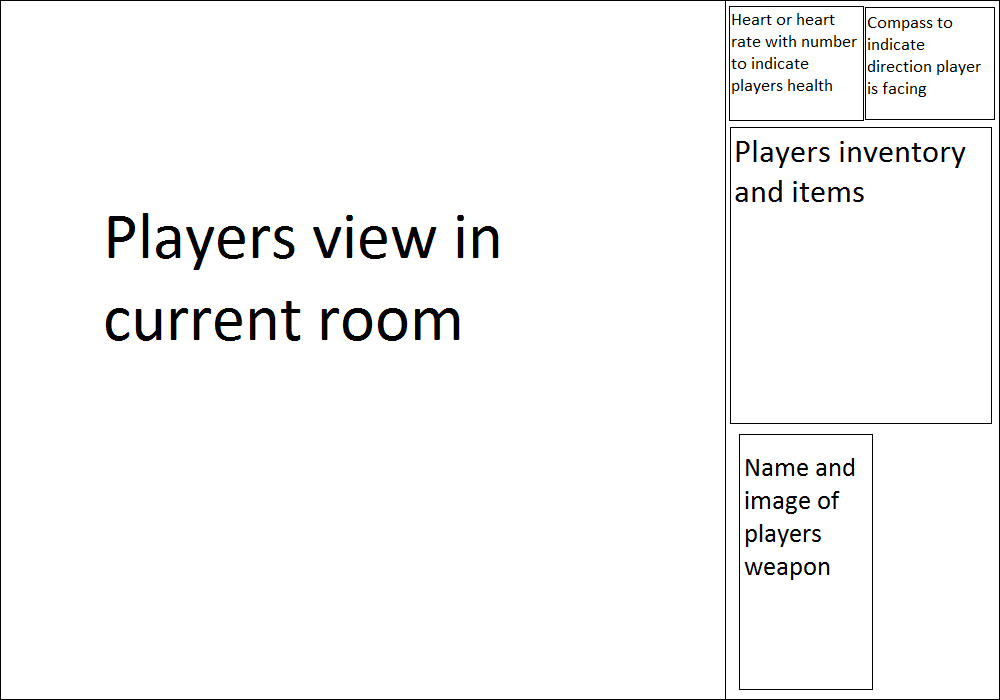 Heart or heart
rate with number
to indicate
players health
Compass to
indicate
direction player
is facing
Players inventory
and items
Players view in
current room
Name and
image of
players
weapon